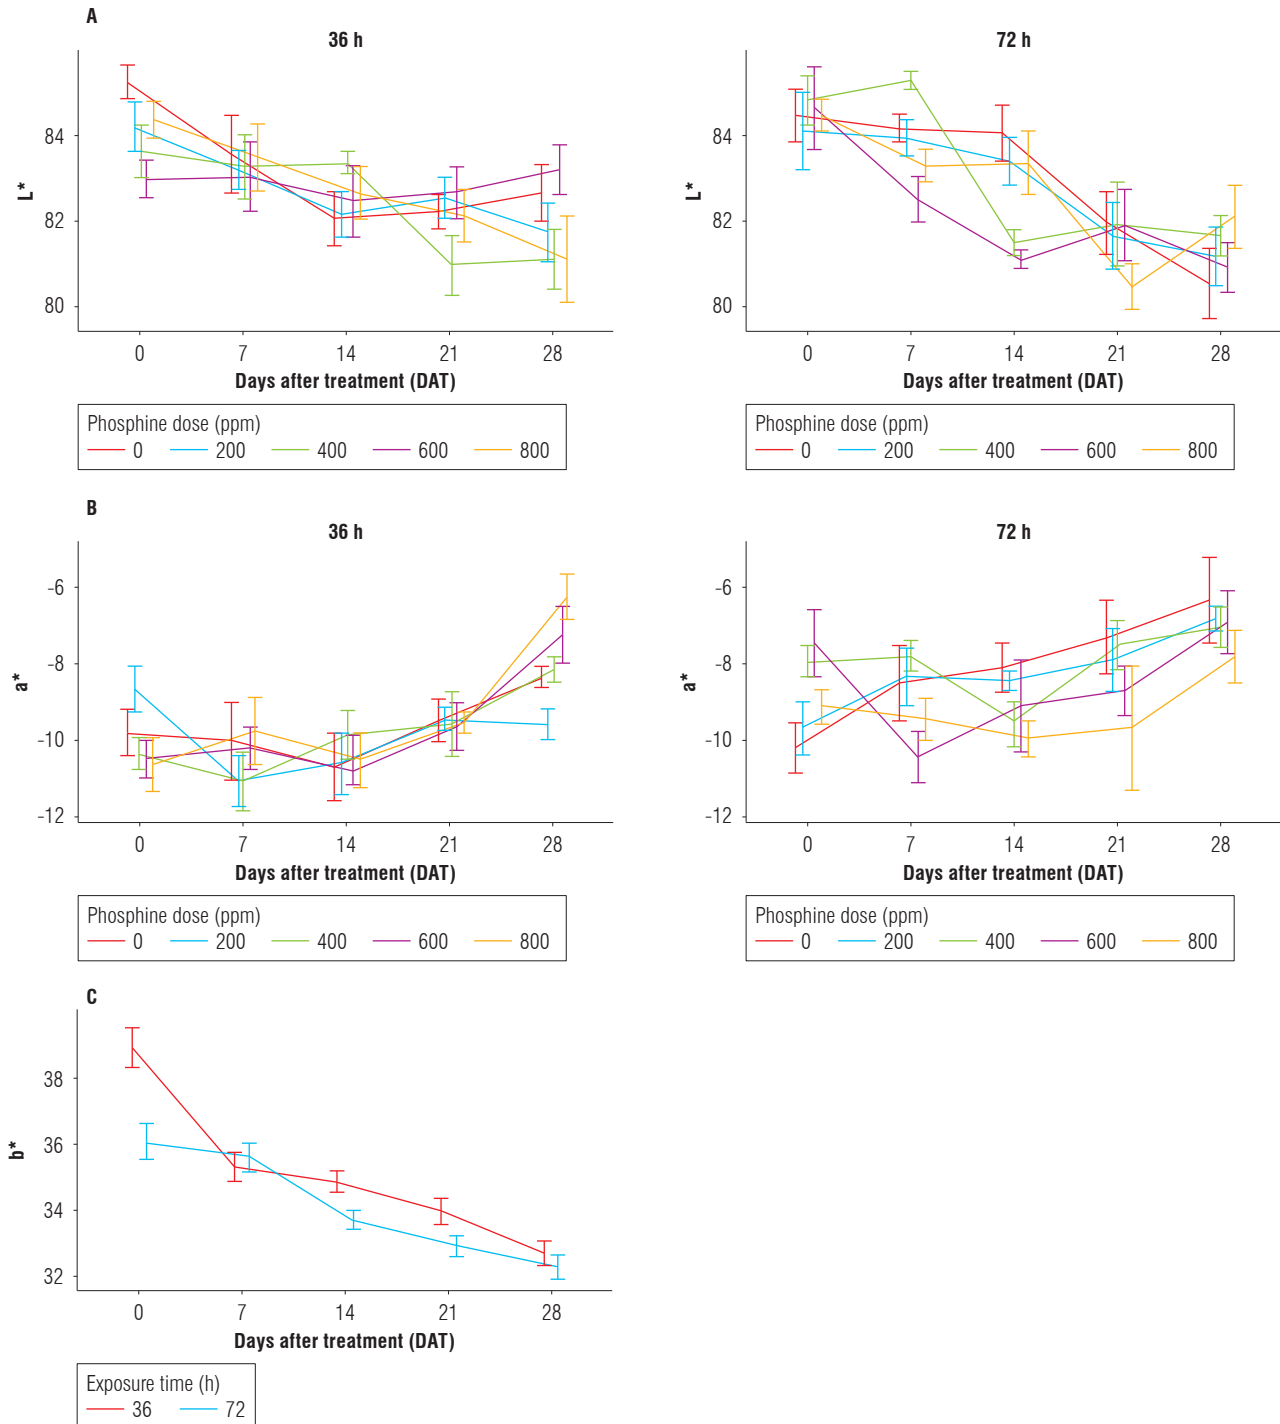 A
36 h
72 h
L*
84
82
80
0 7 14 21 28
Days after treatment (DAT)
Phosphine dose (ppm)
0 200 400 600 800
L*
84
82
80
0 7 14 21 28
Days after treatment (DAT)
Phosphine dose (ppm)
0 200 400 600 800
B
36 h
72 h
a*
-6
-8
-10
-12
0 7 14 21 28
Days after treatment (DAT)
Phosphine dose (ppm)
0 200 400 600 800
a*
-6
-8
-10
-12
0 7 14 21 28
Days after treatment (DAT)
Phosphine dose (ppm)
0 200 400 600 800
C
b*
38
36
34
32
0 7 14 21 28
Days after treatment (DAT)
Exposure time (h)
36 72